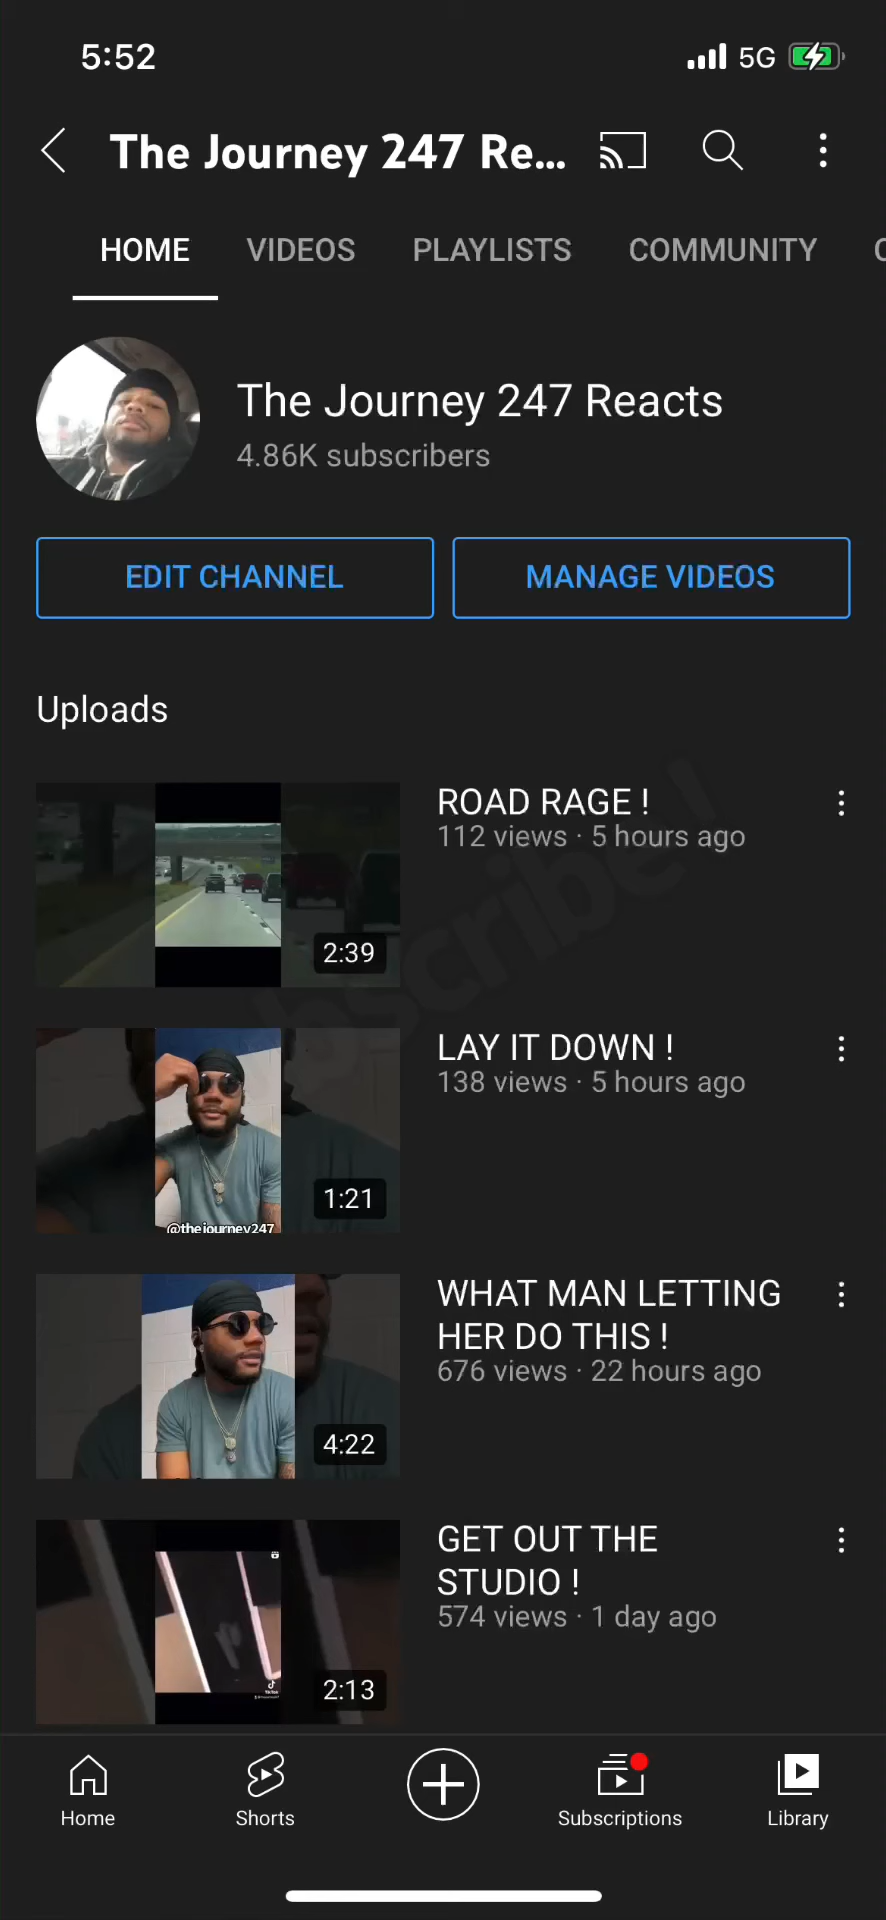 5:52
5G
The Journey 247 Re...
HOME VIDEOS PLAYLISTS COMMUNITY
The Journey 247 Reacts
4.86K subscribers
EDIT CHANNEL MANAGE VIDEOS
Uploads
ROAD RAGE !
112 views · 5 hours ago
2:39
LAY IT DOWN !
138 views · 5 hours ago
1:21
@thejourney247
WHAT MAN LETTING
HER DO THIS !
676 views · 22 hours ago
4:22
GET OUT THE
STUDIO !
574 views · 1 day ago
2:13
bscribe !
Home Shorts Subscriptions Library